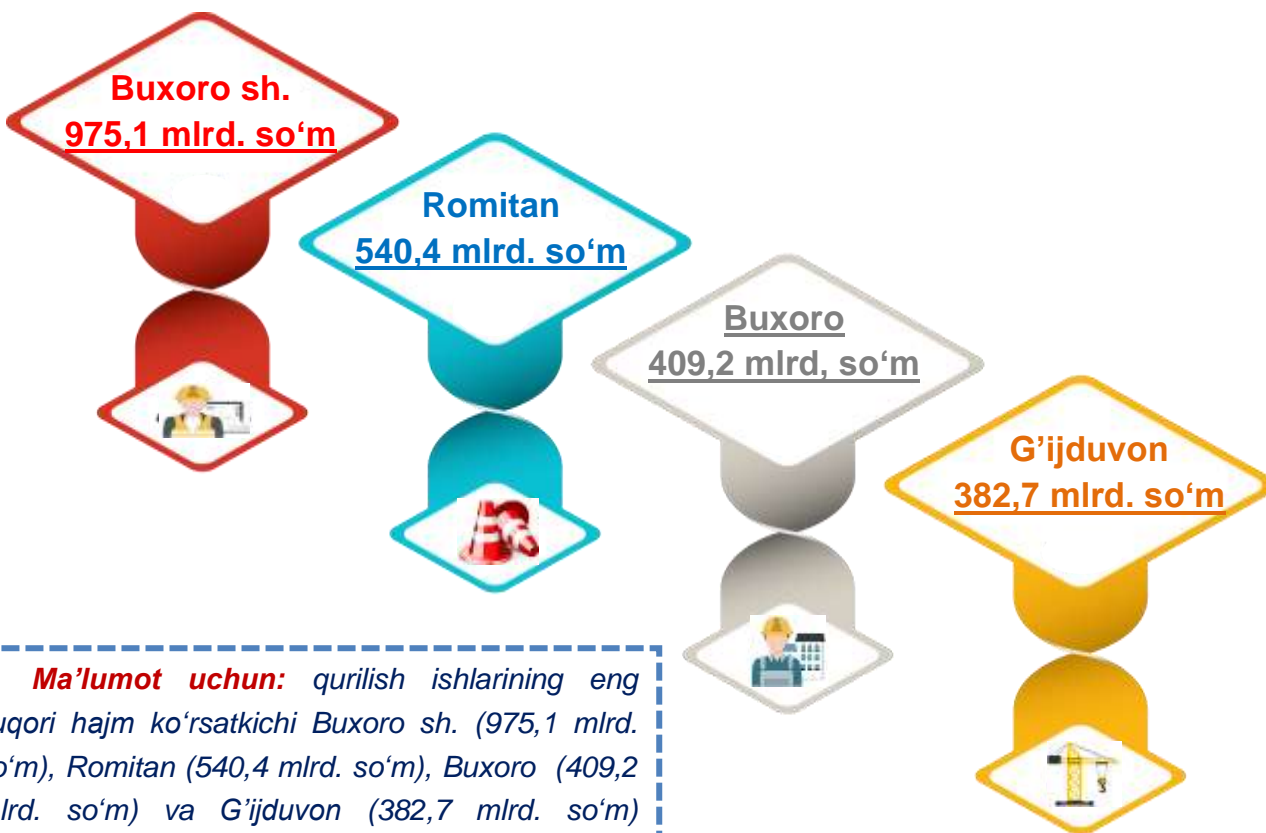 Buxoro sh.
975,1 mlrd. so‘m
Romitan
540,4 mlrd. so‘m
Buxoro
409,2 mlrd, so‘m
G’ijduvon
382,7 mlrd. so‘m
Ma’lumot uchun: qurilish ishlarining eng
hajm ko‘rsatkichi Buxoro sh. (975,1 mlrd.
Romitan (540,4 mlrd. so‘m), Buxoro (409,2
va G‘ijduvon (382,7 mlrd. so‘m)